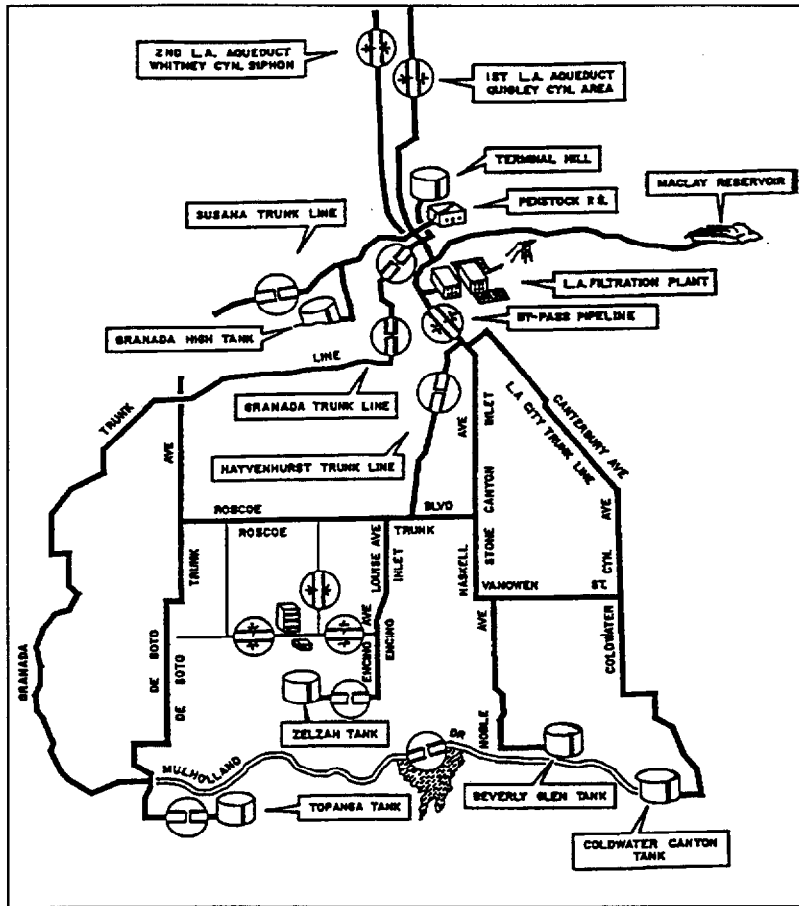 2ND L.A. AQUEDUCT
WHITNEY CYN. SIPHON
1ST L.A. AQUEDUCT
QUIGLEY CYN. AREA
TERMINAL HILL
MACLAY RESERVOIR
PENSTOCK P.S.
SUSANA TRUNK LINE
L.A. FILTRATION PLANT
GRANADA HIGH TANK
BY-PASS PIPELINE
LINE
TRUNK
GRANADA TRUNK LINE
CANTERBURY AVE
L.A CITY TRUNK LINE
AVE
AVE
INLET
HAYVENHURST TRUNK LINE
ROSCOE
BLVD
ROSCOE
TRUNK
TRUNK
LOUISE AVE
INLET
HASKELL
STONE CANYON
AVE
CYN.
VANOWEN
ST.
COLDWATER
AVE
GRANADA
DE SOTO
DE SOTO
ENCINO AVE
ENCINO
ZELZAH TANK
NOBLE
DR
MULHOLLAND
TOPANGA TANK
BEVERLY GLEN TANK
COLDWATER CANYON
TANK